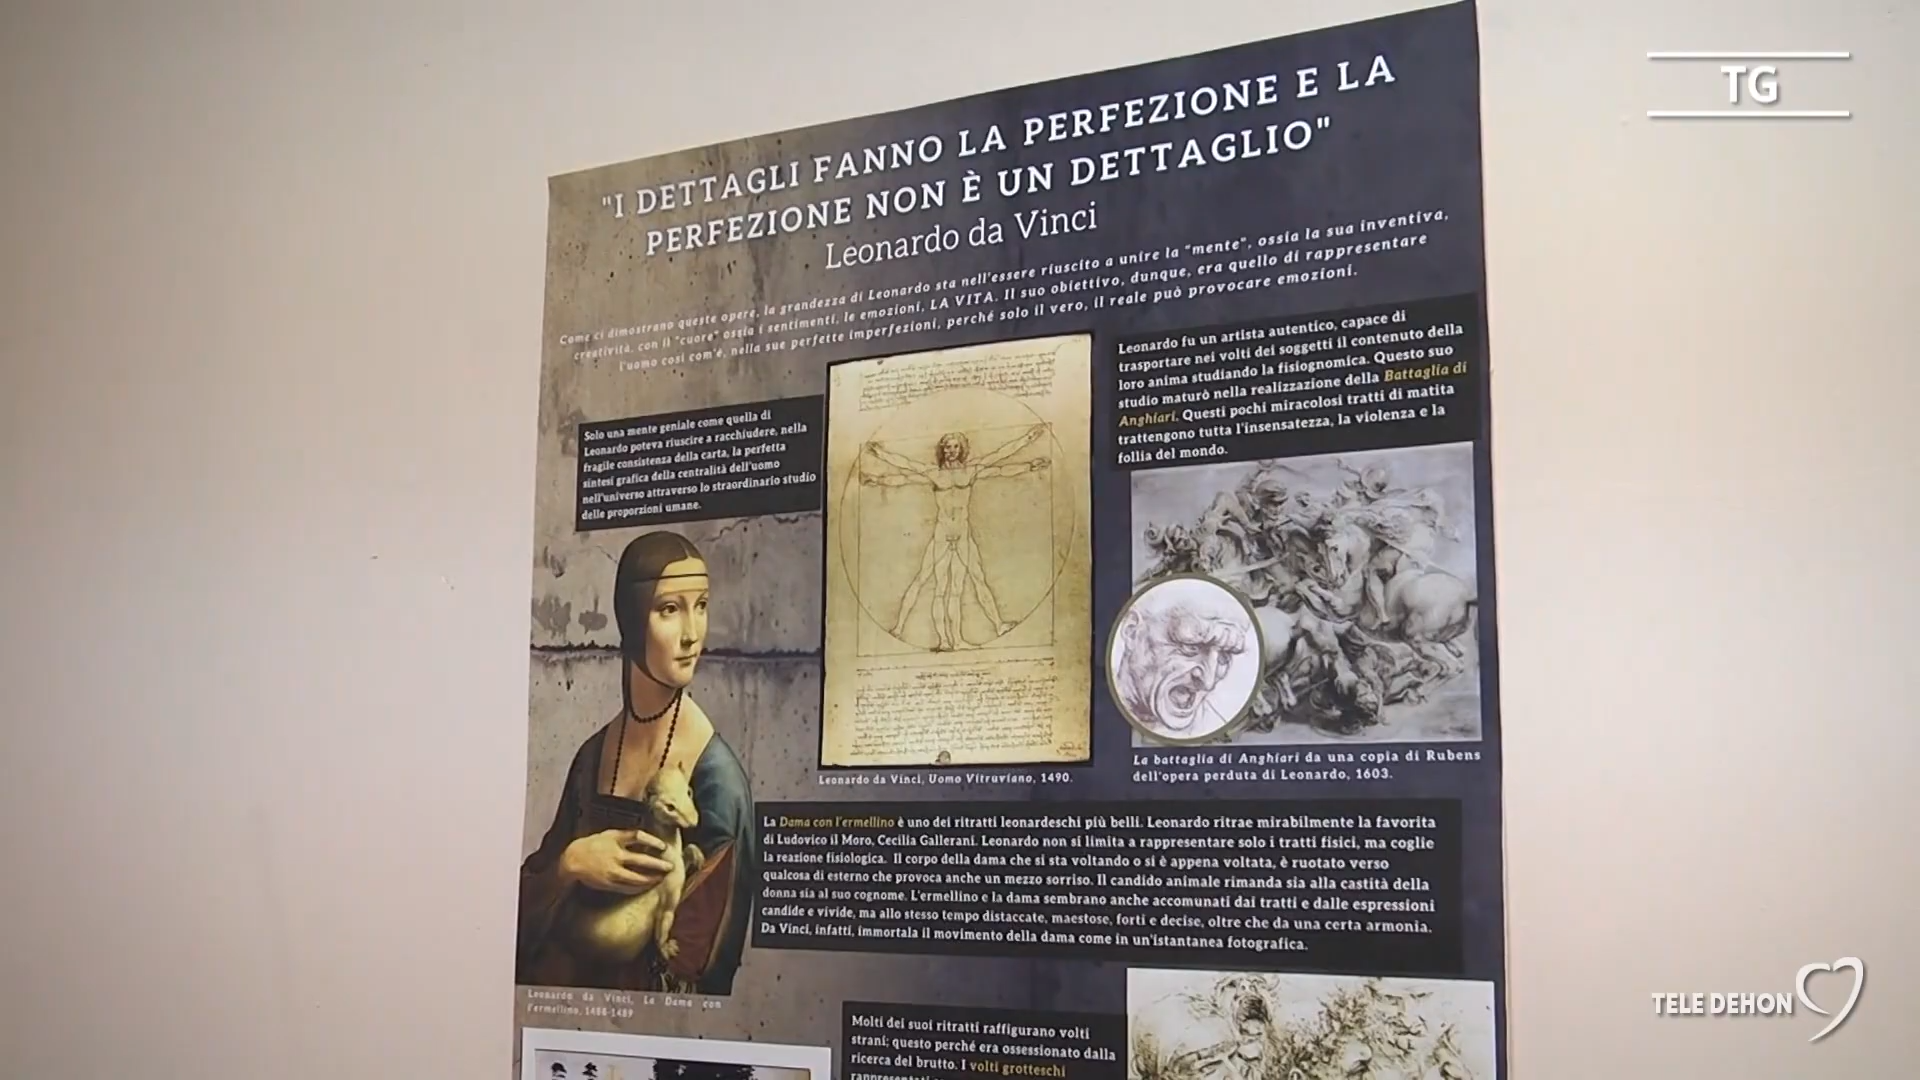 TG
"I DETTAGLI FANNO LA PERFEZIONE E LA
PERFEZIONE NON È UN DETTAGLIO"
Leonardo da Vinci
Come ci dimostrano queste opere, la grandezza di Leonardo sta nell'essere riuscito a unire la "mente", ossia la sua inventiva,
creatività, con il "cuore" ossia i sentimenti, le emozioni, LA VITA. Il suo obiettivo, dunque, era quello di rappresentare
l'uomo così com'è, nella sue perfette imperfezioni, perché solo il vero, il reale può provocare emozioni.
Solo una mente geniale come quella di
Leonardo poteva riuscire a racchiudere, nella
fragile consistenza della carta, la perfetta
sintesi grafica della centralità dell'uomo
nell'universo attraverso lo straordinario studio
delle proporzioni umane.
Leonardo fu un artista autentico, capace di
trasportare nei volti dei soggetti il contenuto della
loro anima studiando la fisiognomica. Questo suo
studio maturò nella realizzazione della Battaglia di
Anghiari. Questi pochi miracolosi tratti di matita
trattengono tutta l'insensatezza, la violenza e la
follia del mondo.
Leonardo da Vinci, Uomo Vitruviano, 1490.
La battaglia di Anghiari da una copia di Rubens
dell'opera perduta di Leonardo, 1603.
La Dama con l'ermellino è uno dei ritratti leonardeschi più belli. Leonardo ritrae mirabilmente la favorita
di Ludovico il Moro, Cecilia Gallerani. Leonardo non si limita a rappresentare solo i tratti fisici, ma coglie
la reazione fisiologica. Il corpo della dama che si sta voltando o si è appena voltata, è ruotato verso
qualcosa di esterno che provoca anche un mezzo sorriso. Il candido animale rimanda sia alla castità della
donna sia al suo cognome. L'ermellino e la dama sembrano anche accomunati dai tratti e dalle espressioni
candide e vivide, ma allo stesso tempo distaccate, maestose, forti e decise, oltre che da una certa armonia.
Da Vinci, infatti, immortala il movimento della dama come in un'istantanea fotografica.
Leonardo da Vinci, La Dama con
l'ermellino, 1488-1489
Molti dei suoi ritratti raffigurano volti
strani; questo perché era ossessionato dalla
ricerca del brutto. I volti grotteschi
TELE DEHON